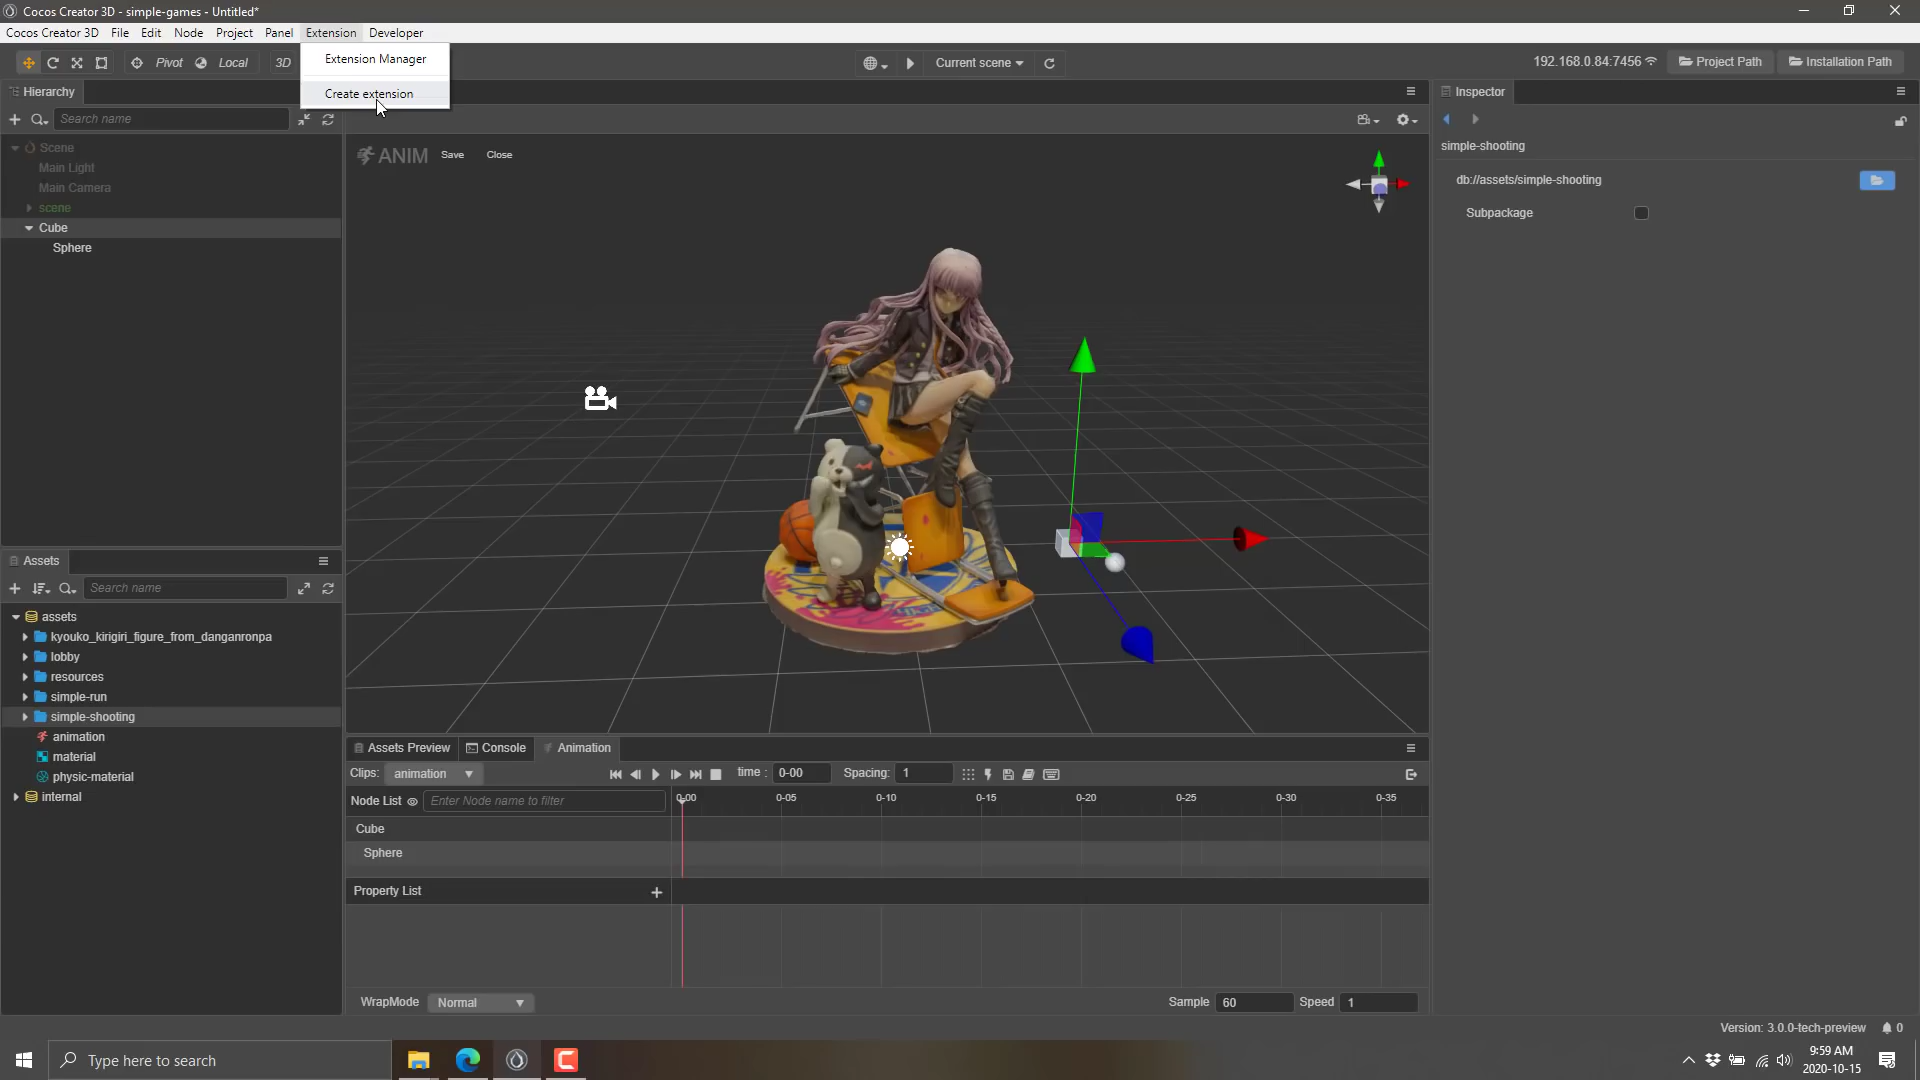 Cocos Creator 3D - simple-games - Untitled*
Cocos Creator 3D File Edit Node Project Panel Extension Developer
Extension Manager
Create extension
Pivot Local 3D
Current scene
192.168.0.84:7456 Project Path Installation Path
Hierarchy
Search name
Scene
Main Light
Main Camera
scene
Cube
Sphere
ANIM Save Close
Inspector
simple-shooting
db://assets/simple-shooting
Subpackage
Assets
Search name
assets
kyouko_kirigiri_figure_from_danganronpa
lobby
resources
simple-run
simple-shooting
animation
material
physic-material
internal
Assets Preview Console Animation
Clips: animation time : 0-00 Spacing: 1
Node List Enter Node name to filter 0-00 0-05 0-10 0-15 0-20 0-25 0-30 0-35
Cube
Sphere
Property List
WrapMode Normal Sample 60 Speed 1
Version: 3.0.0-tech-preview 0
Type here to search
9:59 AM
2020-10-15